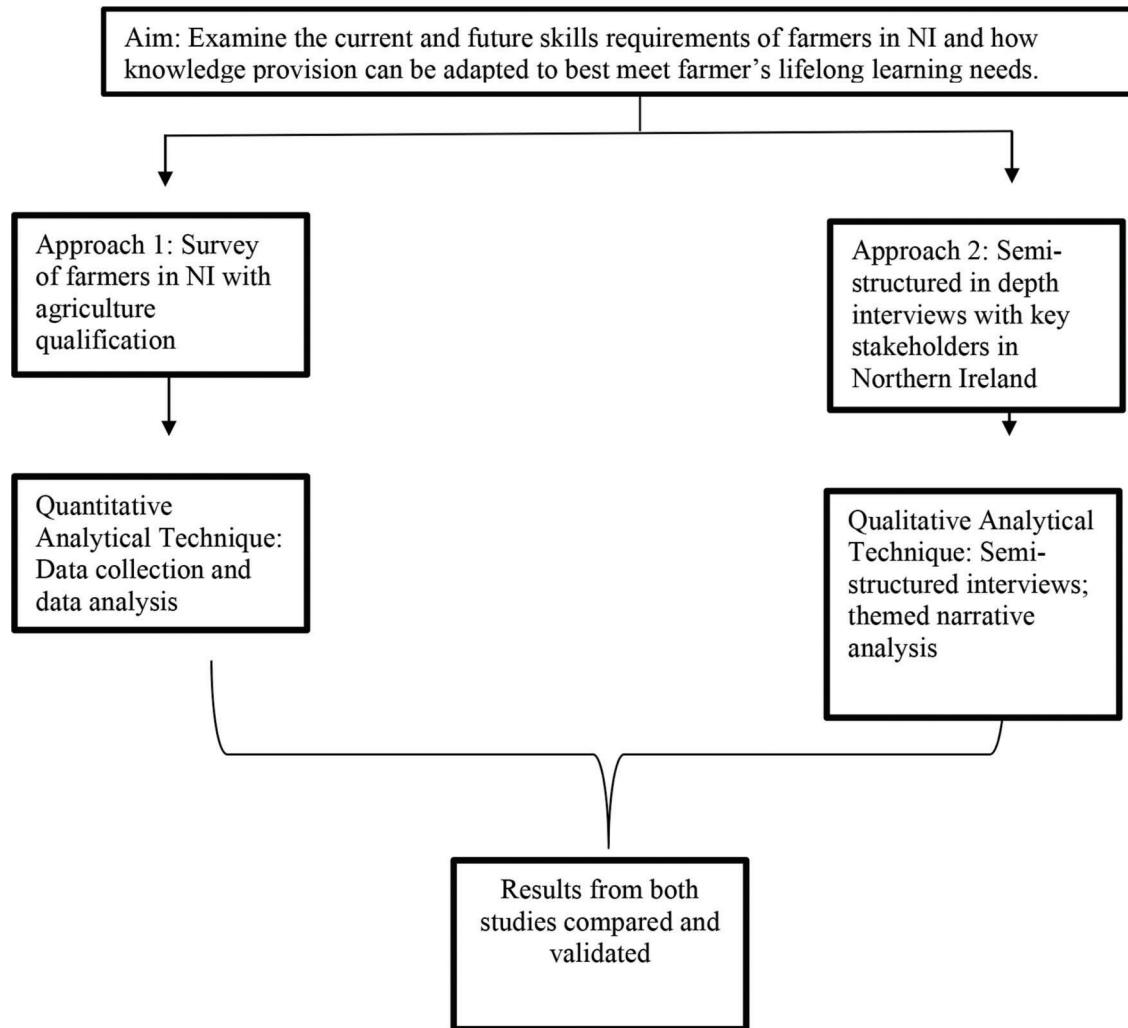 Aim: Examine the current and future skills requirements of farmers in NI and how
knowledge provision can be adapted to best meet farmer’s lifelong learning needs.
Approach 1: Survey
of farmers in NI with
agriculture
qualification
Approach 2: Semi-
structured in depth
interviews with key
stakeholders in
Northern Ireland
Quantitative
Analytical Technique:
Data collection and
data analysis
Qualitative Analytical
Technique: Semi-
structured interviews;
themed narrative
analysis
Results from both
studies compared and
validated